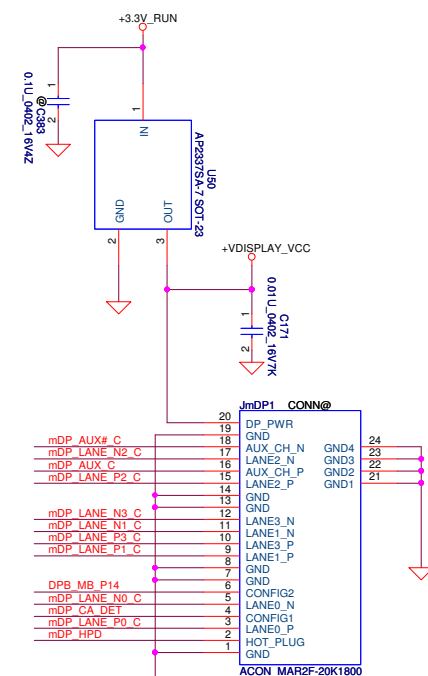 +3.3V_RUN
1
2
@C383
0.1U_0402_16V4Z
1
IN
U50
AP2337SA-7 SOT-23
GND
OUT
2
3
+VDISPLAY_VCC
1
2
C171
0.01U_0402_16V7K
JmDP1 CONN@
20 DP_PWR
19 GND
mDP_AUX#_C 18 AUX_CH_N GND4 24
mDP_LANE_N2_C 17 LANE2_N GND3 23
mDP_AUX_C 16 AUX_CH_P GND2 22
mDP_LANE_P2_C 15 LANE2_P GND1 21
14 GND
13 GND
mDP_LANE_N3_C 12 LANE3_N
mDP_LANE_N1_C 11 LANE1_N
mDP_LANE_P3_C 10 LANE3_P
mDP_LANE_P1_C 9 LANE1_P
8 GND
7 GND
DPB_MB_P14 6 CONFIG2
mDP_LANE_N0_C 5 LANE0_N
mDP_CA_DET 4 CONFIG1
mDP_LANE_P0_C 3 LANE0_P
mDP_HPD 2 HOT_PLUG
1 GND
ACON_MAR2F-20K1800